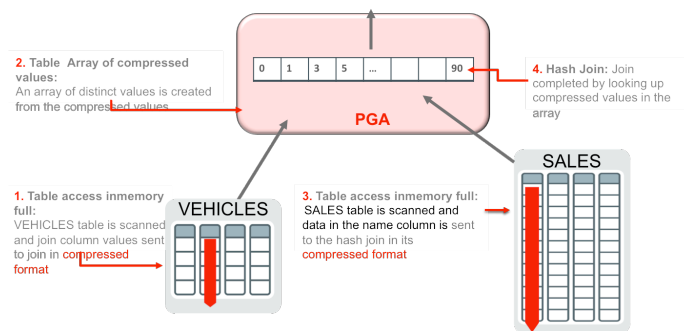 2. Table Array of compressed
values:
An array of distinct values is created
from the compressed values
0 1 3 5 ... 90
PGA
4. Hash Join: Join
completed by looking up
compressed values in the
array
1. Table access inmemory
full:
VEHICLES table is scanned
and join column values sent
to join in compressed
format
VEHICLES
3. Table access inmemory full:
SALES table is scanned and
data in the name column is sent
to the hash join in its
compressed format
SALES